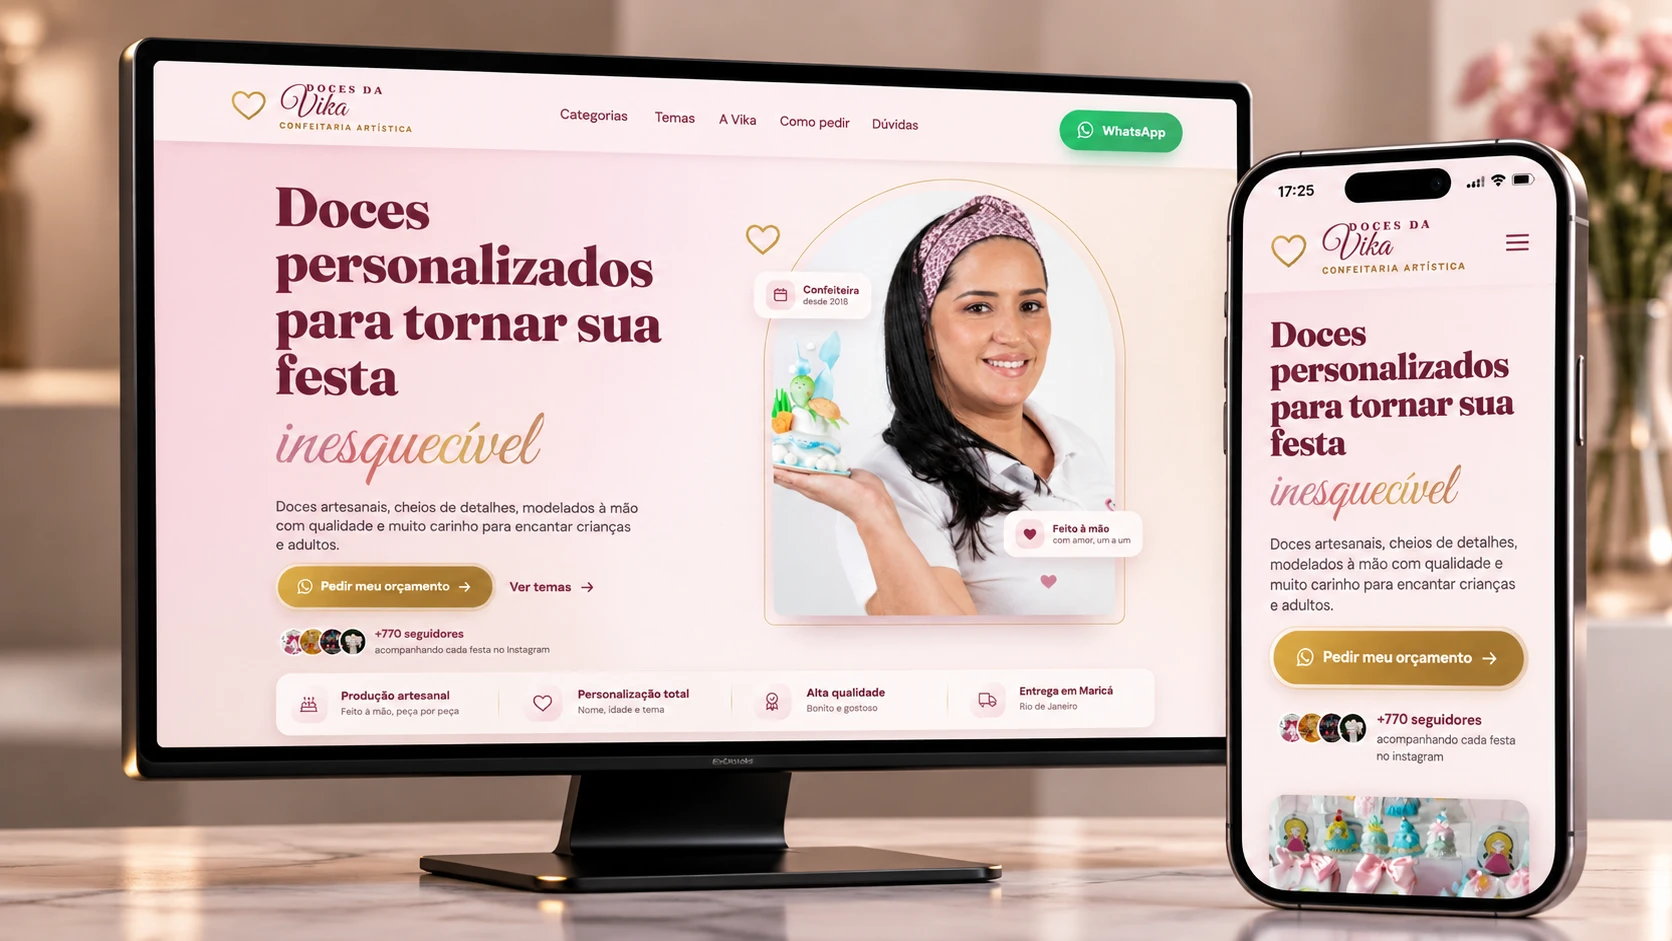 DOCES DA
Vika
CONFEITARIA ARTÍSTICA
Categorias
Temas
A Vika
Como pedir
Dúvidas
WhatsApp
Doces
personalizados
para tornar sua
festa
inesquecível
Doces artesanais, cheios de detalhes, modelados à mão
com qualidade e muito carinho para encantar crianças
e adultos.
Pedir meu orçamento →
Ver temas →
+770 seguidores
acompanhando cada festa no Instagram
Confeiteira
desde 2018
Feito à mão
com amor, um a um
Produção artesanal
Feito à mão, peça por peça
Personalização total
Nome, idade e tema
Alta qualidade
Bonito e gostoso
Entrega em Maricá
Rio de Janeiro
17:25
DOCES DA
Vika
CONFEITARIA ARTÍSTICA
Doces
personalizados
para tornar sua
festa
inesquecível
Doces artesanais, cheios de detalhes,
modelados à mão com qualidade e
muito carinho para encantar crianças
e adultos.
Pedir meu orçamento →
+770 seguidores
acompanhando cada festa
no instagram